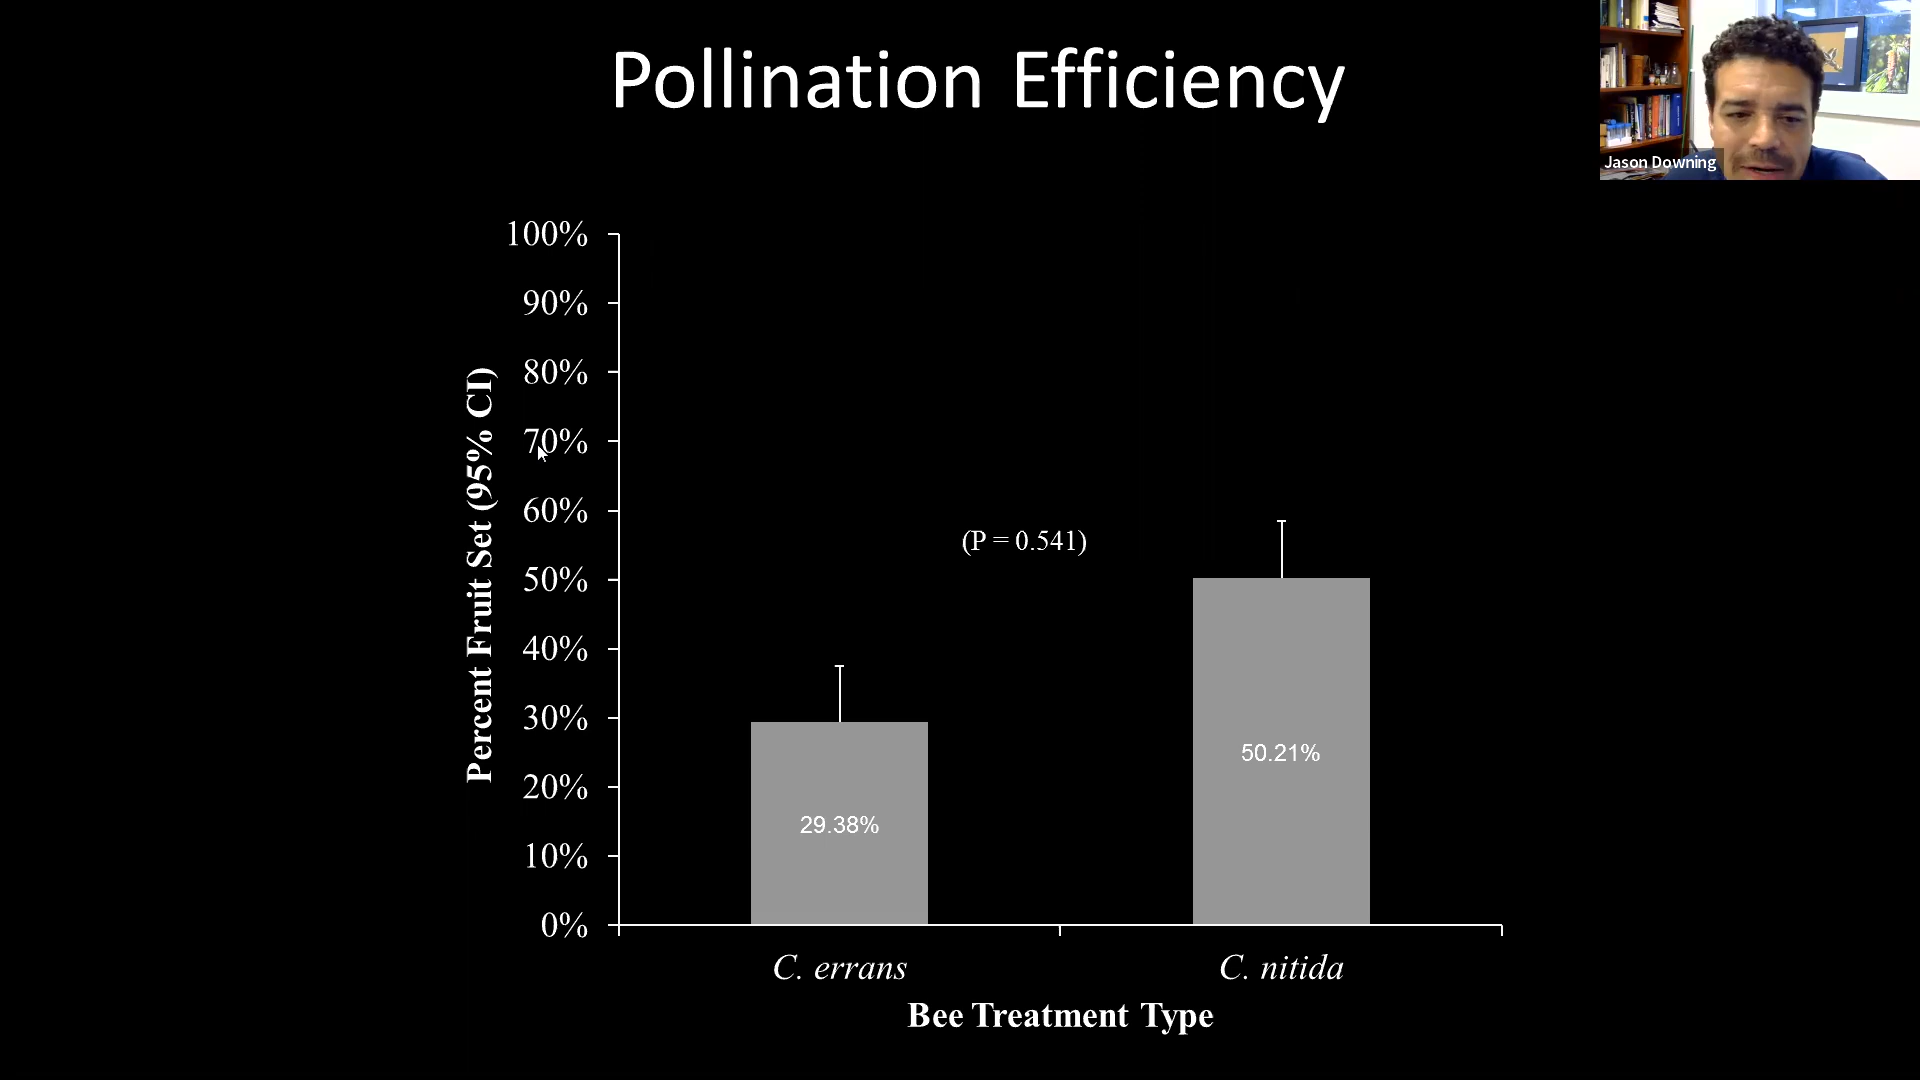 Pollination Efficiency
Jason Downing
100%
90%
80%
70%
60%
50%
40%
30%
20%
10%
0%
Percent Fruit Set (95% CI)
(P = 0.541)
29.38%
50.21%
C. errans
C. nitida
Bee Treatment Type